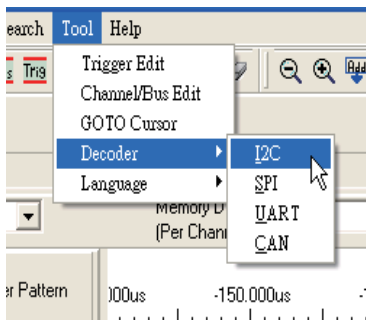 earch Tool Help
s Trig
Trigger Edit
Channel/Bus Edit
GOTO Cursor
Decoder
Language
I2C
SPI
UART
CAN
Memory D
(Per Chan
er Pattern
000us -150.000us